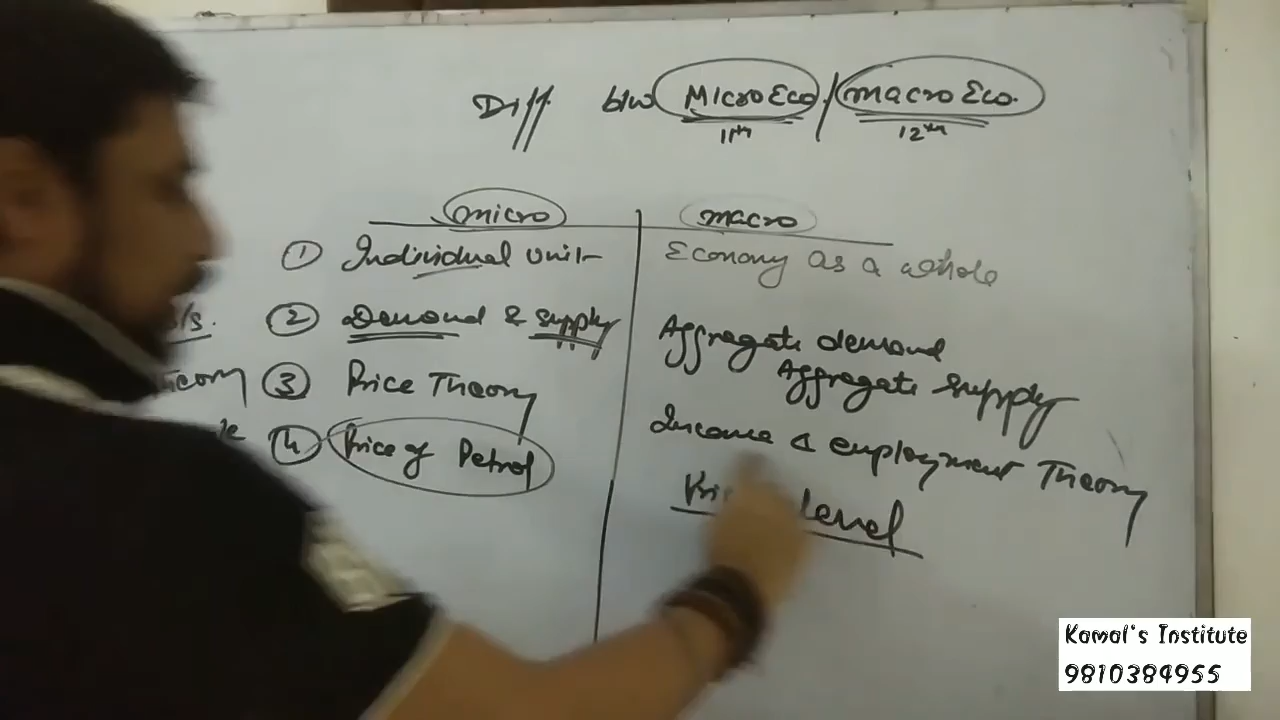 Diff b/w Micro Eco. / macro Eco.
11th 12th
micro macro
① Individual unit Economy as a whole
② Demand & supply Aggregate demand
Aggregate supply
③ Price Theory Income & employment Theory
④ Price of Petrol level
Kamal's Institute
9810384955